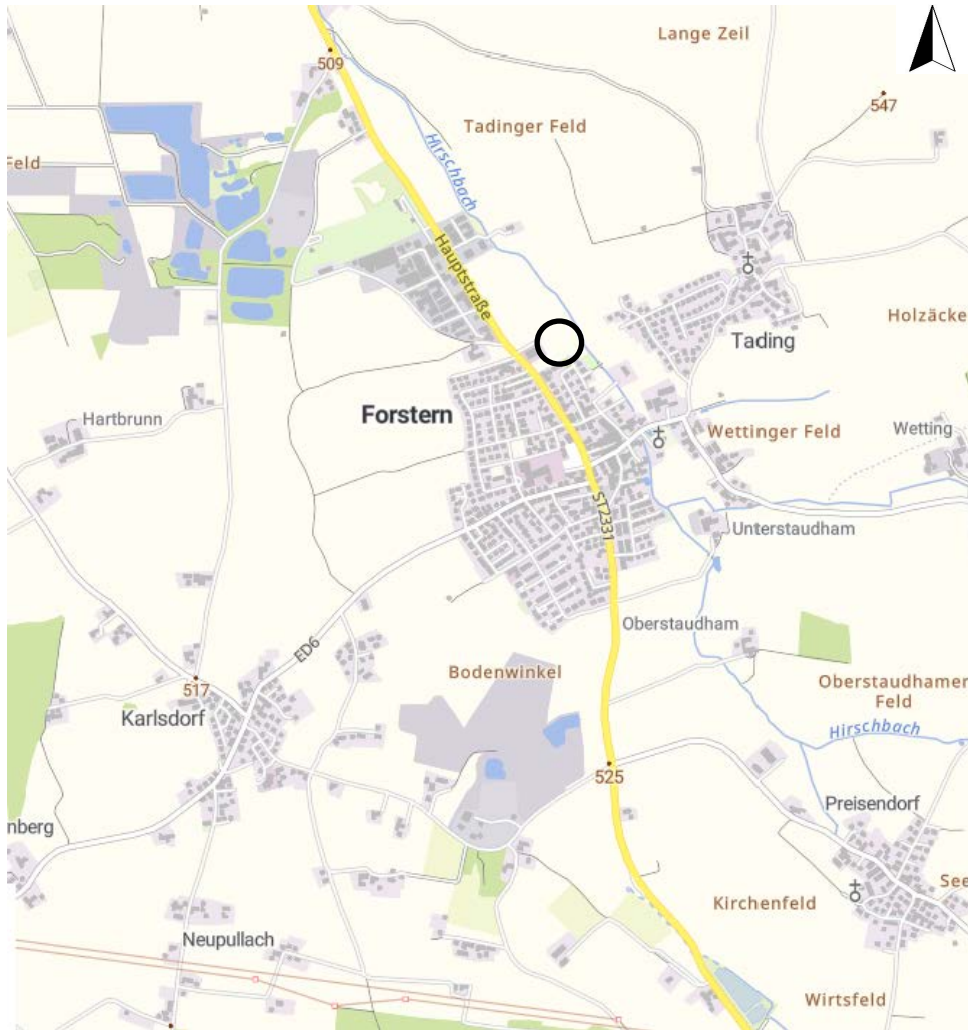 Lange Zeil
509
547
Tadinger Feld
Hirschbach
Feld
Hauptstraße
Holzäcke
Tading
Forstern
Hartbrunn
Wettinger Feld
Wetting
ST2331
Unterstaudham
Oberstaudham
ED6
Bodenwinkel
517
Oberstaudhamer
Feld
Karlsdorf
Hirschbach
525
Preisendorf
nberg
See
Kirchenfeld
Neupullach
Wirtsfeld